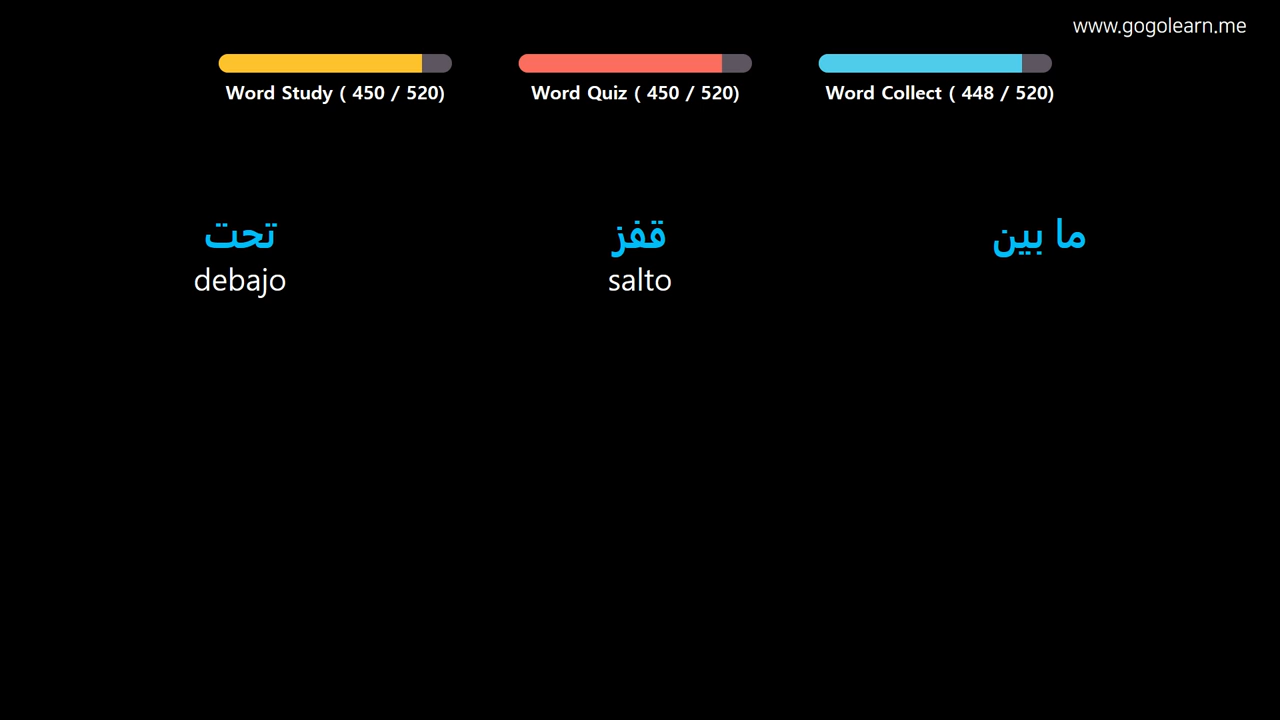 www.gogolearn.me
Word Study ( 450 / 520)
Word Quiz ( 450 / 520)
Word Collect ( 448 / 520)
تحت
debajo
قفز
salto
ما بين